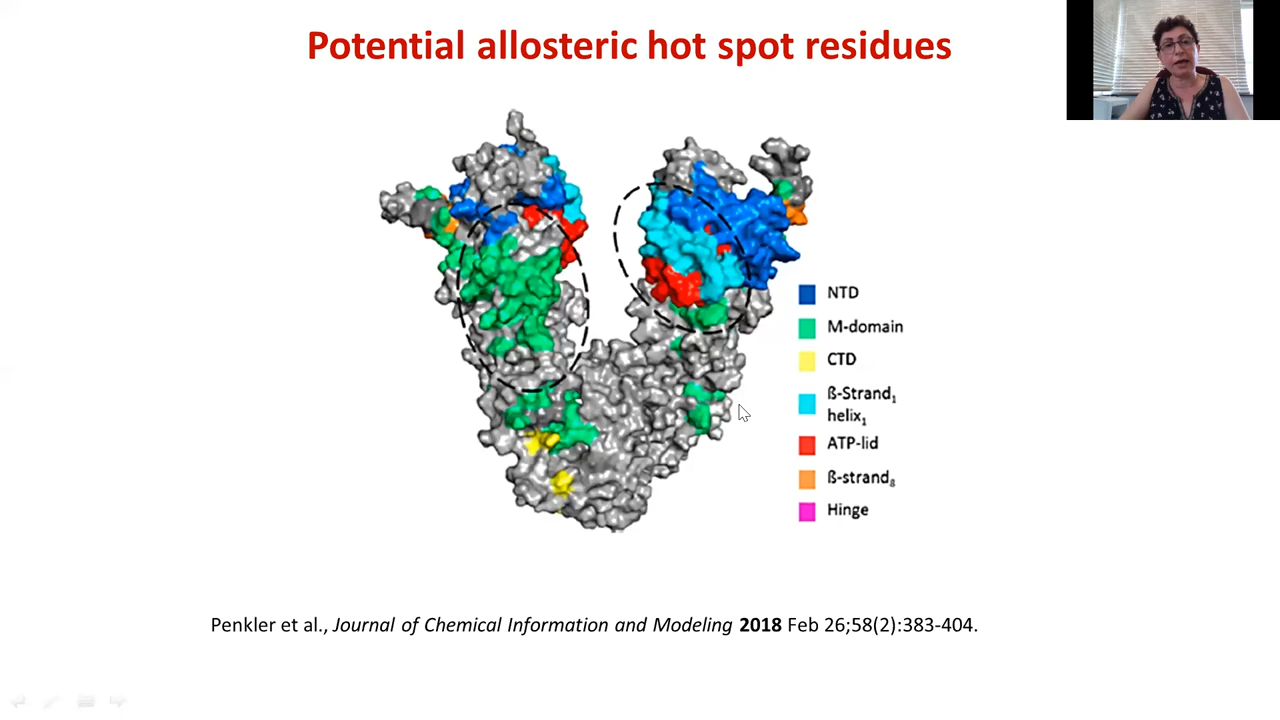 Potential allosteric hot spot residues
NTD
M-domain
CTD
ß-Strand₁
helix₁
ATP-lid
ß-strand₈
Hinge
Penkler et al., Journal of Chemical Information and Modeling 2018 Feb 26;58(2):383-404.